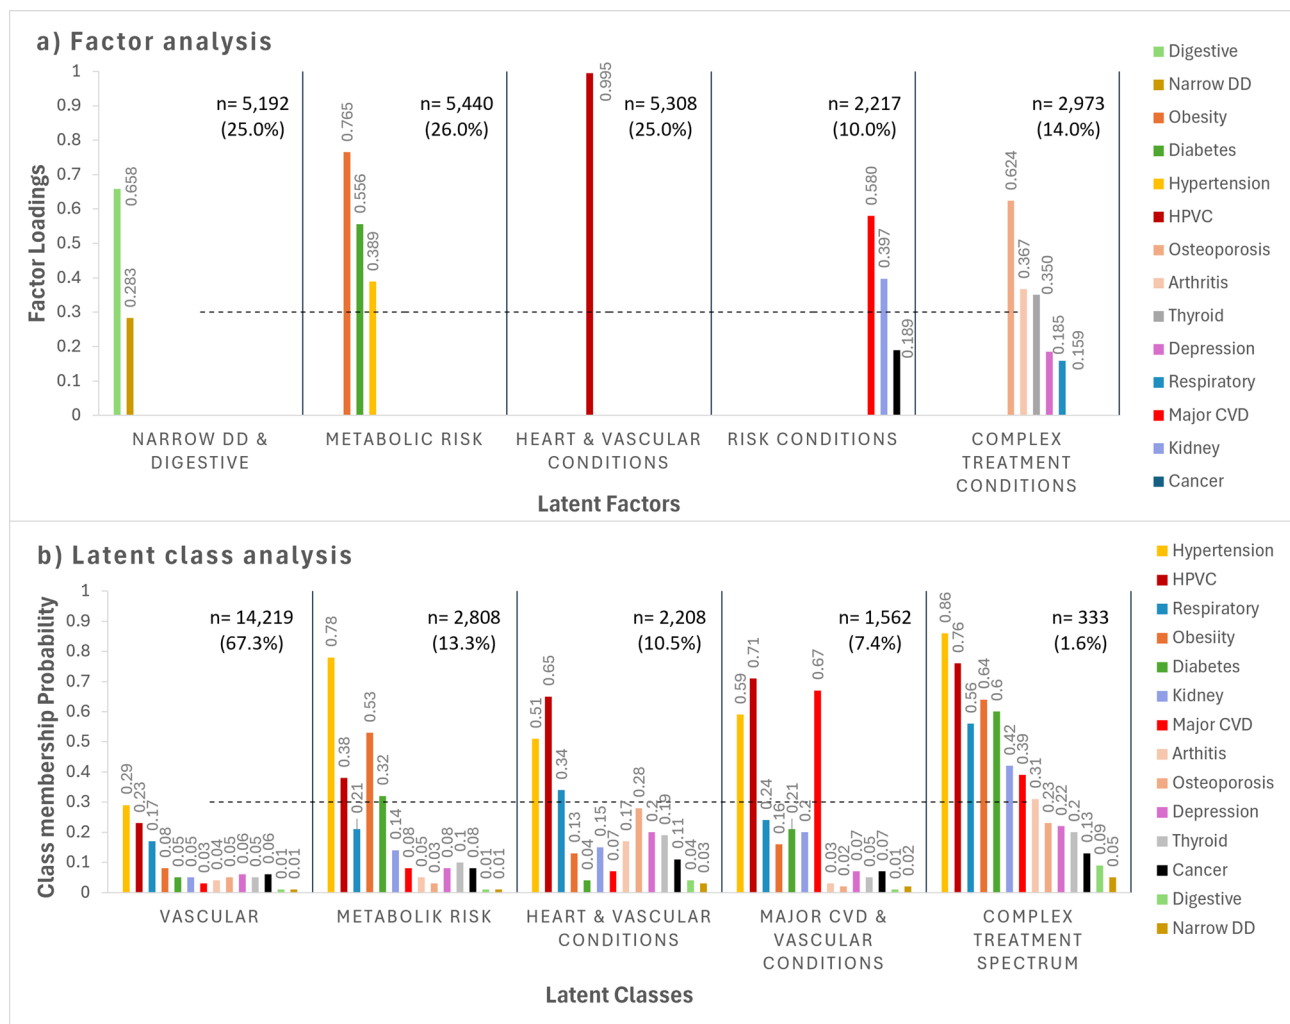 a) Factor analysis
Factor Loadings
1
0.9
0.8
0.7
0.6
0.5
0.4
0.3
0.2
0.1
0
n= 5,192
(25.0%)
n= 5,440
(26.0%)
n= 5,308
(25.0%)
n= 2,217
(10.0%)
n= 2,973
(14.0%)
0.658
0.283
0.765
0.556
0.389
0.995
0.580
0.397
0.189
0.624
0.367
0.350
0.185
0.159
NARROW DD &
DIGESTIVE
METABOLIC RISK
HEART & VASCULAR
CONDITIONS
RISK CONDITIONS
COMPLEX
TREATMENT
CONDITIONS
Latent Factors
Digestive
Narrow DD
Obesity
Diabetes
Hypertension
HPVC
Osteoporosis
Arthritis
Thyroid
Depression
Respiratory
Major CVD
Kidney
Cancer
b) Latent class analysis
Class membership Probability
1
0.9
0.8
0.7
0.6
0.5
0.4
0.3
0.2
0.1
0
n= 14,219
(67.3%)
n= 2,808
(13.3%)
n= 2,208
(10.5%)
n= 1,562
(7.4%)
n= 333
(1.6%)
0.29
0.23
0.17
0.08
0.05
0.05
0.03
0.04
0.05
0.06
0.05
0.06
0.01
0.01
0.78
0.38
0.21
0.53
0.32
0.14
0.08
0.05
0.03
0.08
0.1
0.08
0.01
0.01
0.51
0.65
0.34
0.13
0.04
0.15
0.07
0.17
0.28
0.2
0.19
0.11
0.04
0.03
0.59
0.71
0.24
0.16
0.21
0.2
0.67
0.03
0.02
0.07
0.05
0.07
0.01
0.02
0.86
0.76
0.56
0.64
0.6
0.42
0.39
0.31
0.23
0.22
0.2
0.13
0.09
0.05
VASCULAR
METABOLIK RISK
HEART & VASCULAR
CONDITIONS
MAJOR CVD &
VASCULAR
CONDITIONS
COMPLEX
TREATMENT
SPECTRUM
Latent Classes
Hypertension
HPVC
Respiratory
Obesiity
Diabetes
Kidney
Major CVD
Arthitis
Osteoporosis
Depression
Thyroid
Cancer
Digestive
Narrow DD